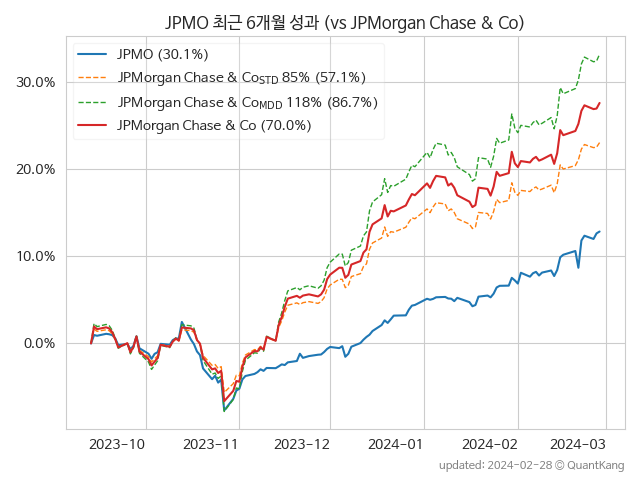 JPMO 최근 6개월 성과 (vs JPMorgan Chase & Co)
JPMO (30.1%)
JPMorgan Chase & CoSTD 85% (57.1%)
JPMorgan Chase & CoMDD 118% (86.7%)
JPMorgan Chase & Co (70.0%)
30.0%
20.0%
10.0%
0.0%
2023-10 2023-11 2023-12 2024-01 2024-02 2024-03
updated: 2024-02-28 © QuantKang